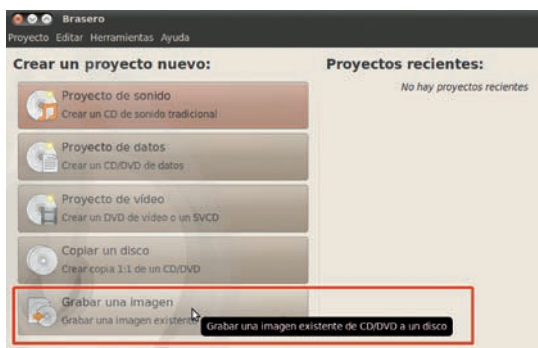 Brasero
Proyecto Editar Herramientas Ayuda
Crear un proyecto nuevo:
Proyecto de sonido
Crear un CD de sonido tradicional
Proyecto de datos
Crear un CD/DVD de datos
Proyecto de vídeo
Crear un DVD de vídeo o un SVCD
Copiar un disco
Crear copia 1:1 de un CD/DVD
Grabar una imagen
Grabar una imagen existente
Grabar una imagen existente de CD/DVD a un disco
Proyectos recientes:
No hay proyectos recientes